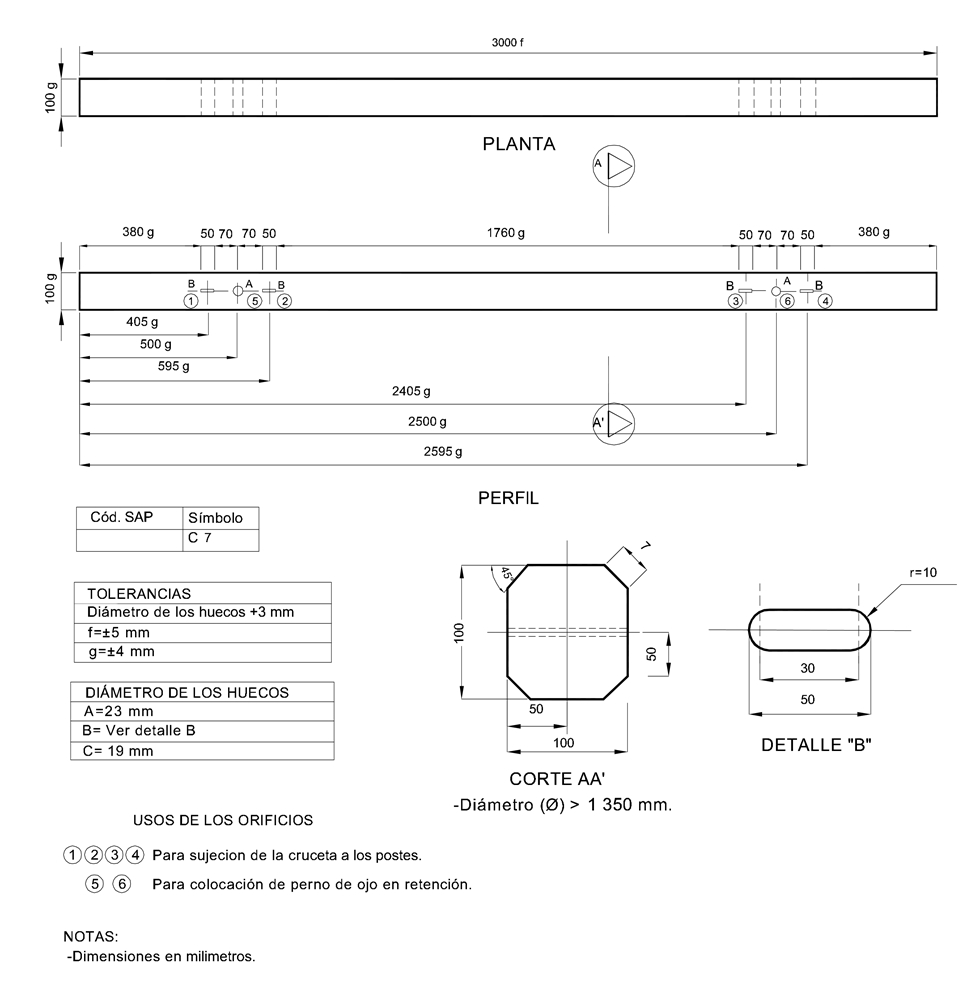 3000 f
100 g
PLANTA
A
380 g 50 70 70 50 1760 g 50 70 70 50 380 g
100 g
B A B B A B
1 5 2 3 6 4
405 g
500 g
595 g
2405 g
2500 g
A'
2595 g
PERFIL
Cód. SAP Símbolo
C 7
TOLERANCIAS
Diámetro de los huecos +3 mm
f=±5 mm
g=±4 mm
DIÁMETRO DE LOS HUECOS
A=23 mm
B= Ver detalle B
C= 19 mm
45°
7
100
50
50
100
CORTE AA'
-Diámetro (Ø) > 1 350 mm.
r=10
30
50
DETALLE "B"
USOS DE LOS ORIFICIOS
1 2 3 4 Para sujecion de la cruceta a los postes.
5 6 Para colocación de perno de ojo en retención.
NOTAS:
-Dimensiones en milimetros.